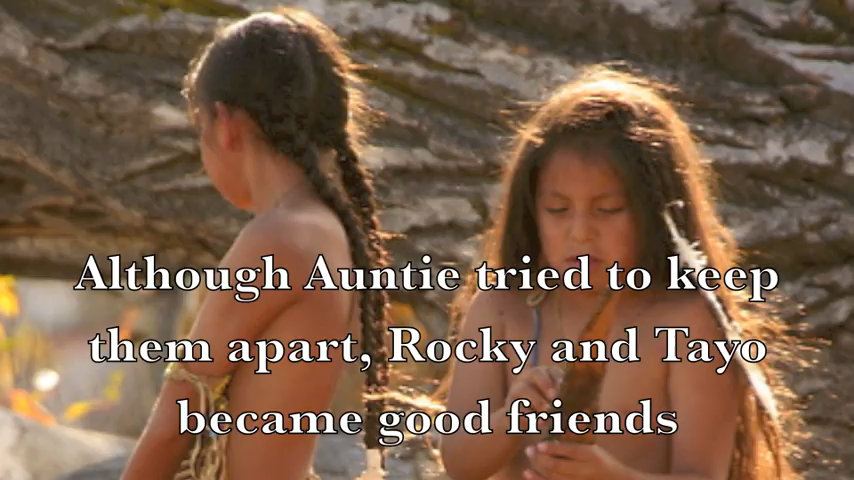 Although Auntie tried to keep
them apart, Rocky and Tayo
became good friends